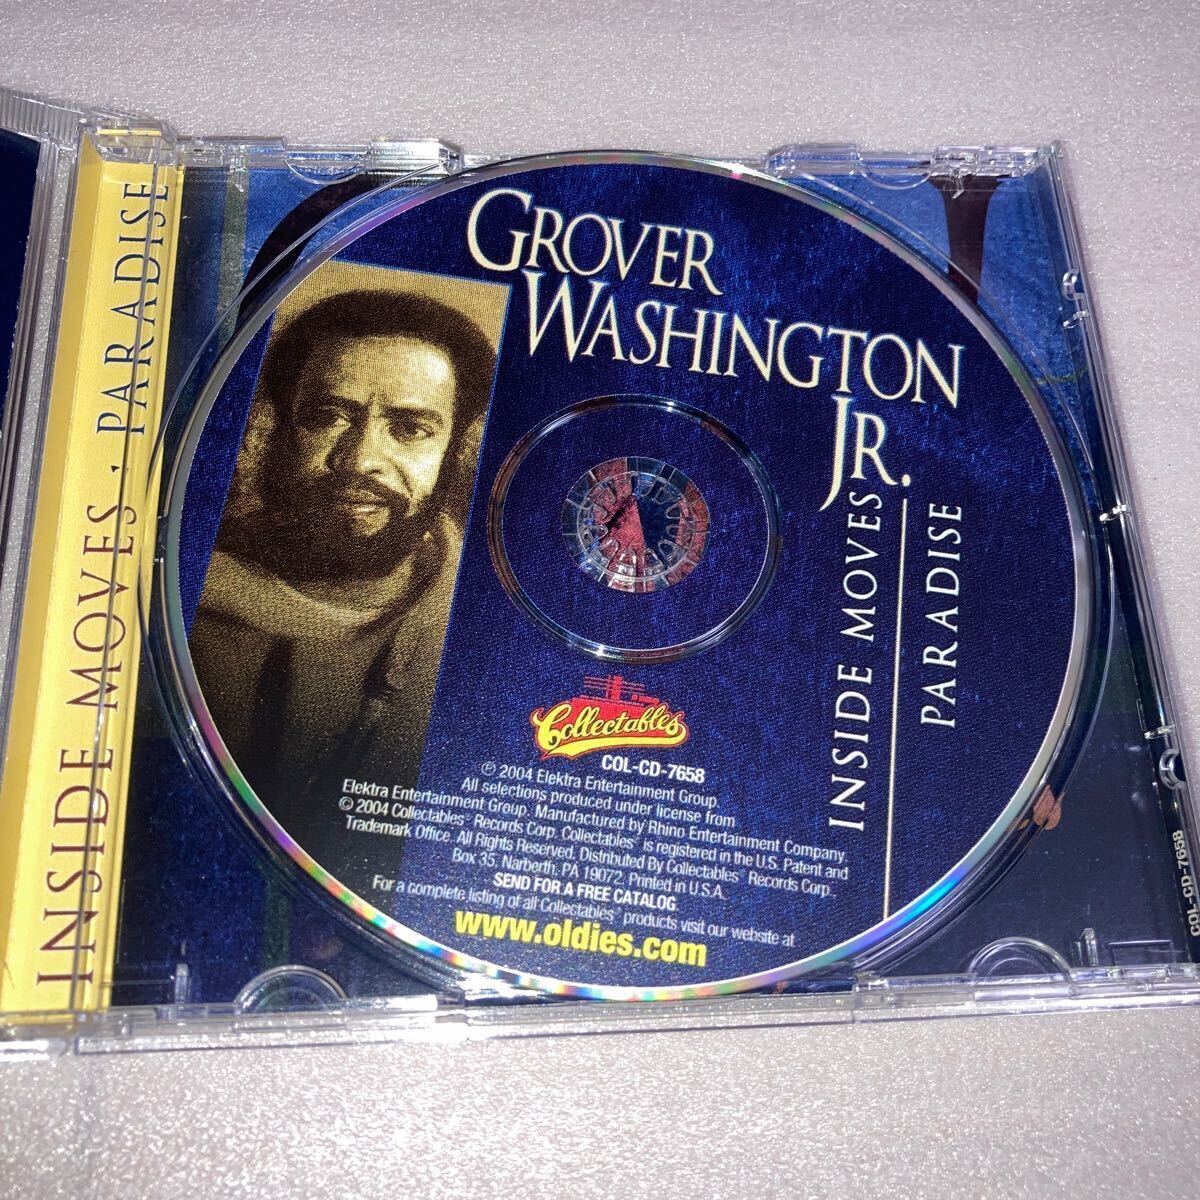 INSIDE MOVES · PARADISE
GROVER
WASHINGTON
JR.
INSIDE MOVES
PARADISE
Collectables
COL-CD-7658
℗ 2004 Elektra Entertainment Group.
All selections produced under license from
Elektra Entertainment Group. Manufactured by Rhino Entertainment Company.
© 2004 Collectables® Records Corp. Collectables® is registered in the U.S. Patent and
Trademark Office. All Rights Reserved. Distributed By Collectables® Records Corp.
Box 35, Narberth, PA 19072. Printed in U.S.A.
SEND FOR A FREE CATALOG
For a complete listing of all Collectables® products visit our website at
www.oldies.com
COL-CD-7658